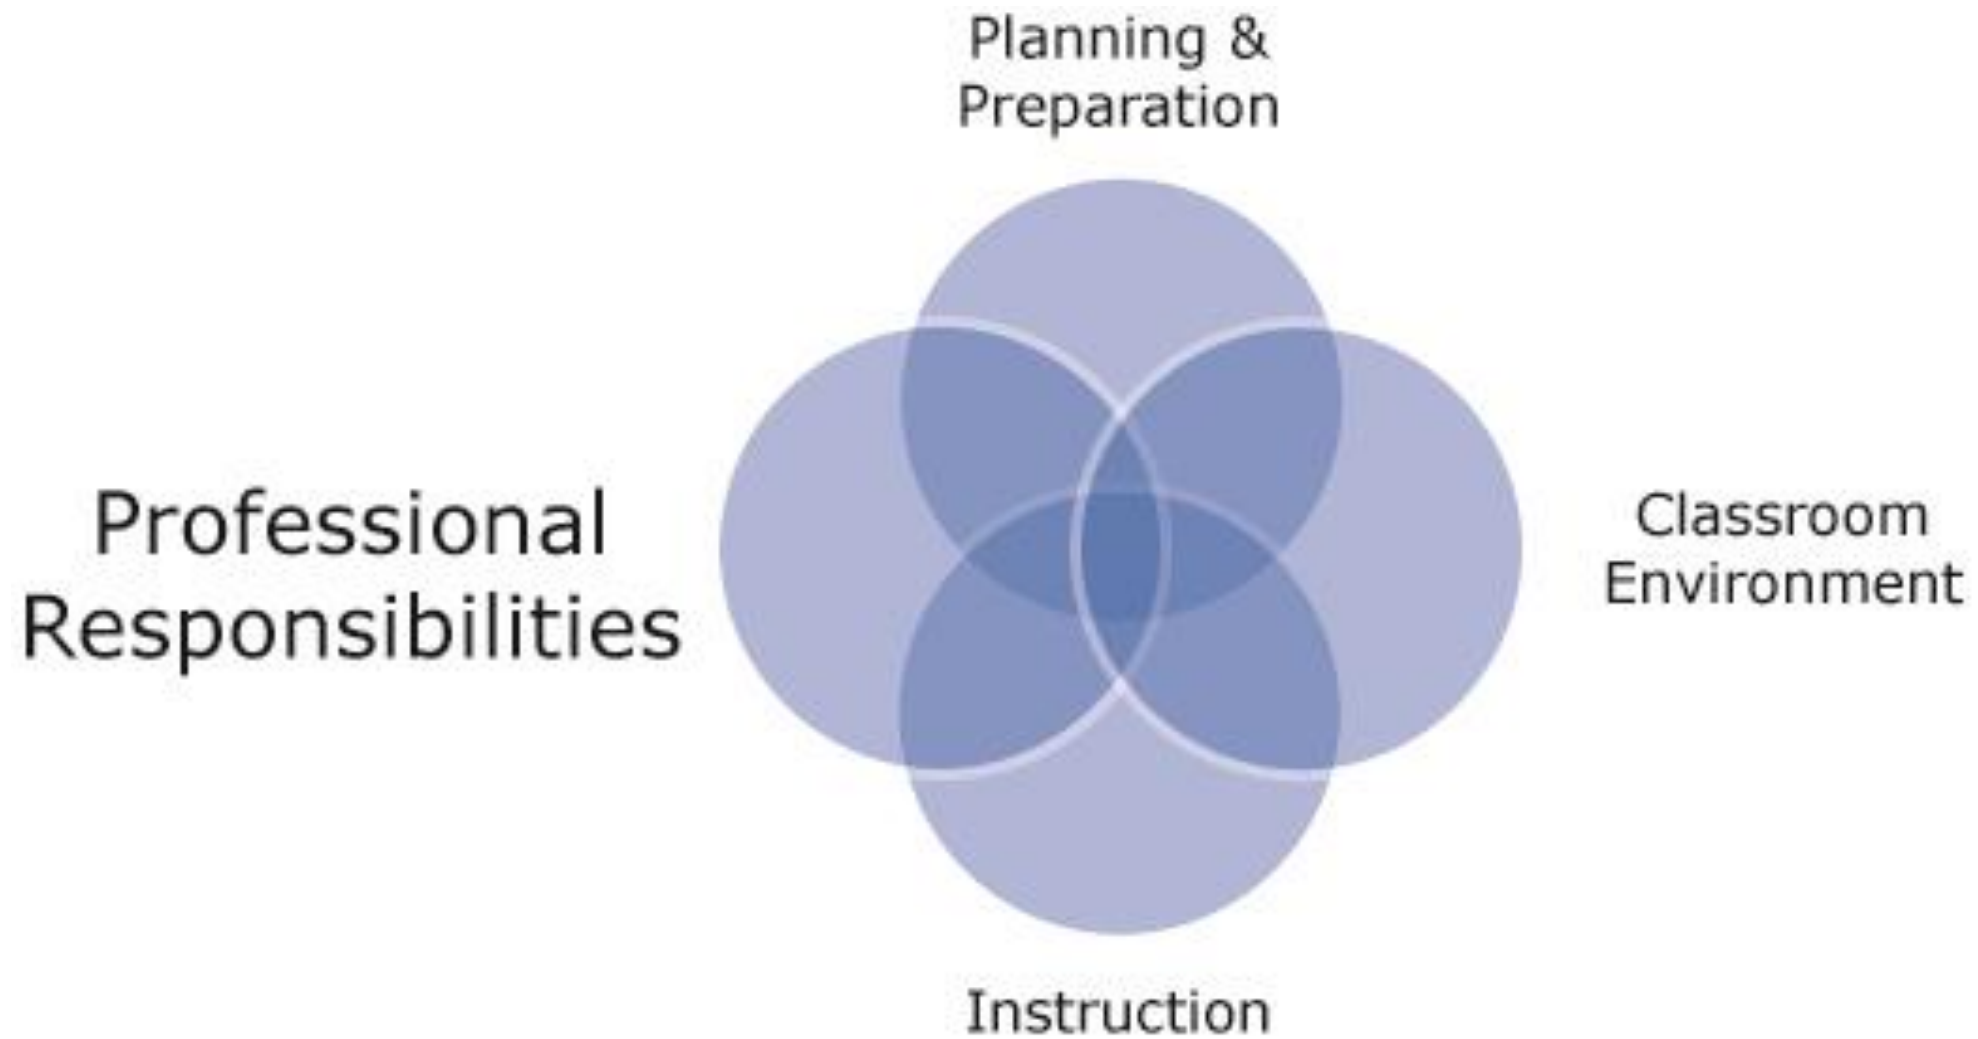 Planning &
Preparation
Professional
Responsibilities
Classroom
Environment
Instruction